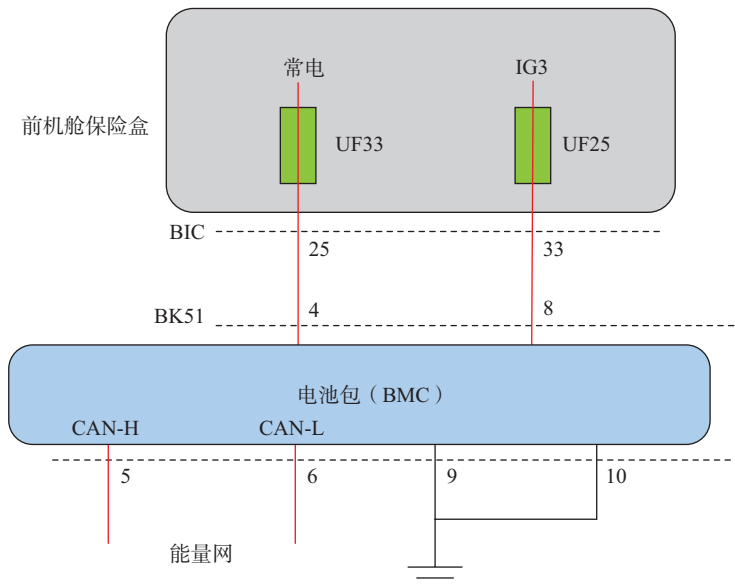 常电
IG3
前机舱保险盒
UF33
UF25
BIC
25
33
BK51
4
8
电池包（BMC）
CAN-H
CAN-L
5
6
9
10
能量网